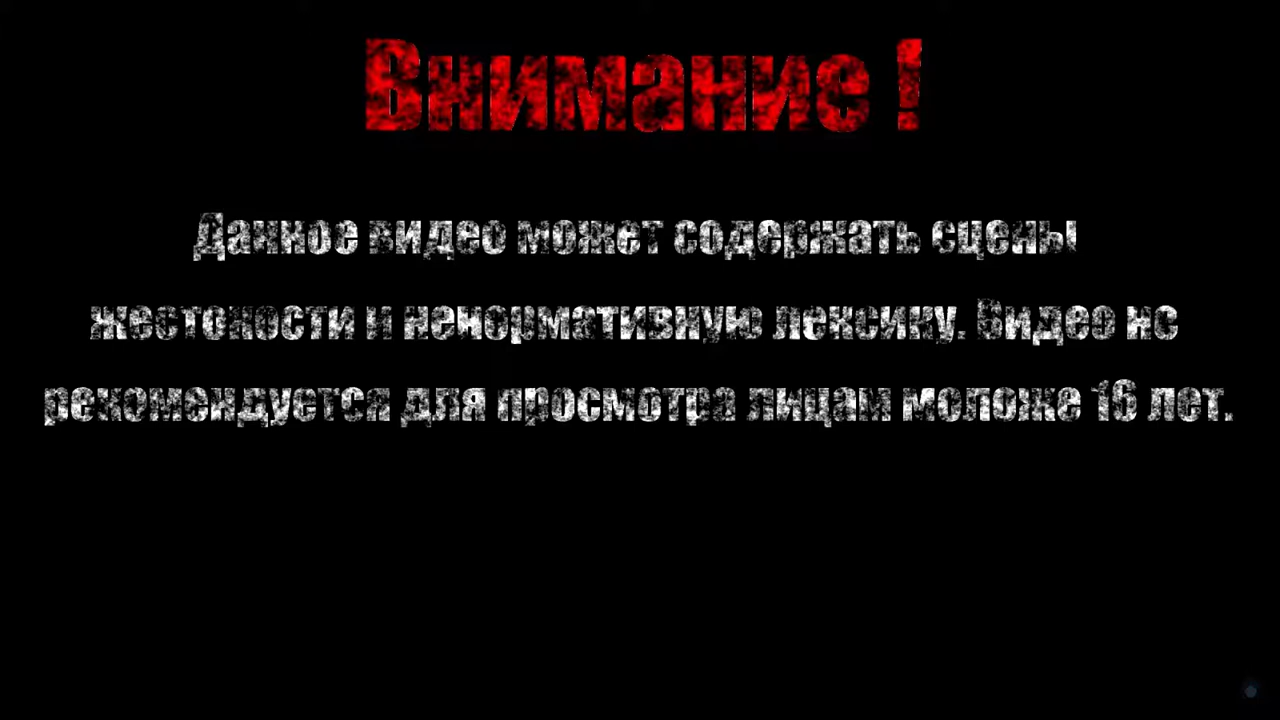 Внимание !
Данное видео может содержать сцены
жестокости и ненормативную лексику. Видео не
рекомендуется для просмотра лицам моложе 16 лет.